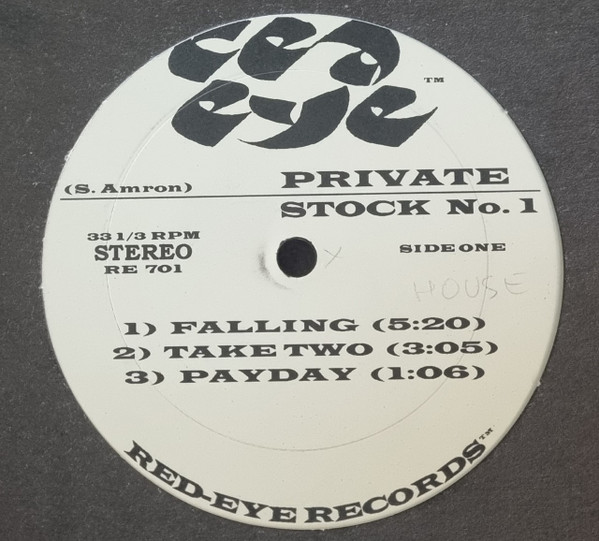 red
eye
TM
(S. Amron)
PRIVATE
STOCK No. 1
33 1/3 RPM
STEREO
RE 701
SIDE ONE
x
HOUSE
1) FALLING (5:20)
2) TAKE TWO (3:05)
3) PAYDAY (1:06)
RED-EYE RECORDS TM